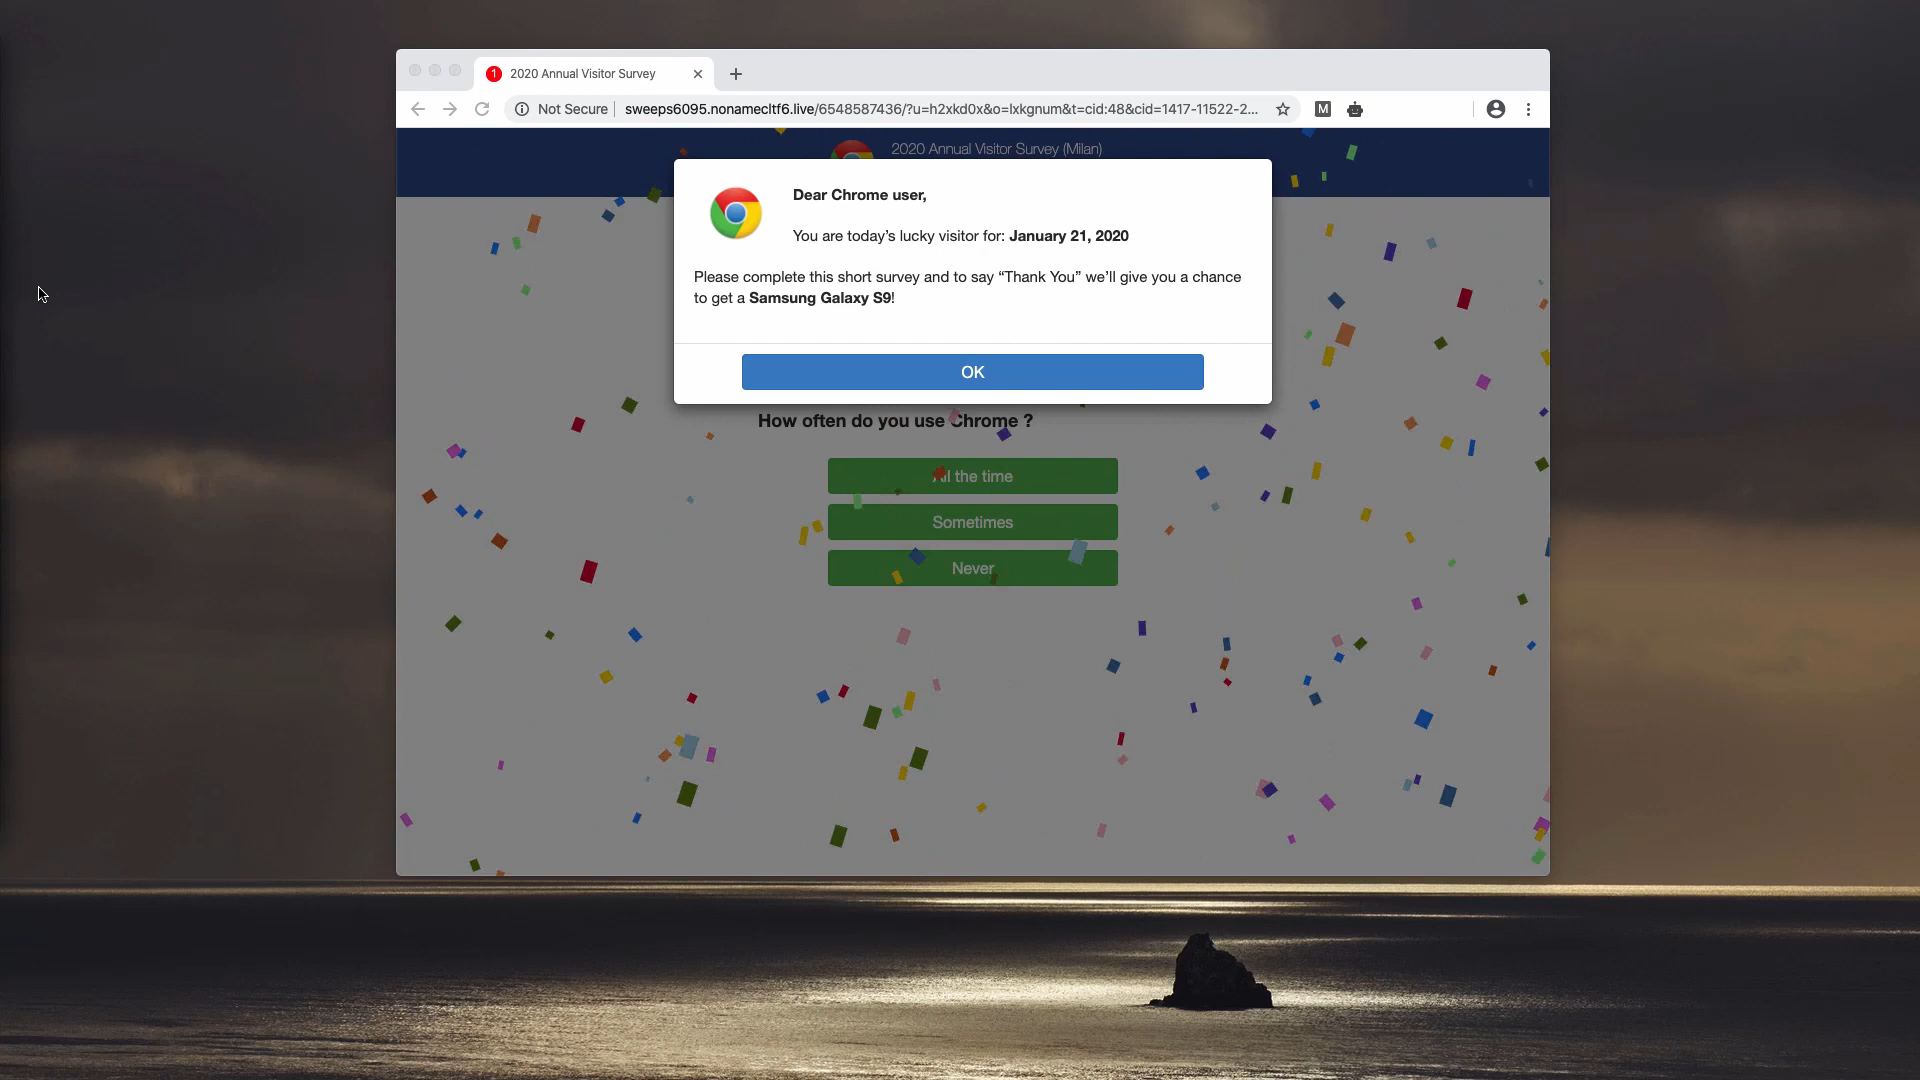 1 2020 Annual Visitor Survey
Not Secure sweeps6095.nonamecltf6.live/6548587436/?u=h2xkd0x&o=lxkgnum&t=cid:48&cid=1417-11522-2... M
2020 Annual Visitor Survey (Milan)
Dear Chrome user,
You are today’s lucky visitor for: January 21, 2020
Please complete this short survey and to say “Thank You” we’ll give you a chance
to get a Samsung Galaxy S9!
OK
How often do you use Chrome ?
All the time
Sometimes
Never